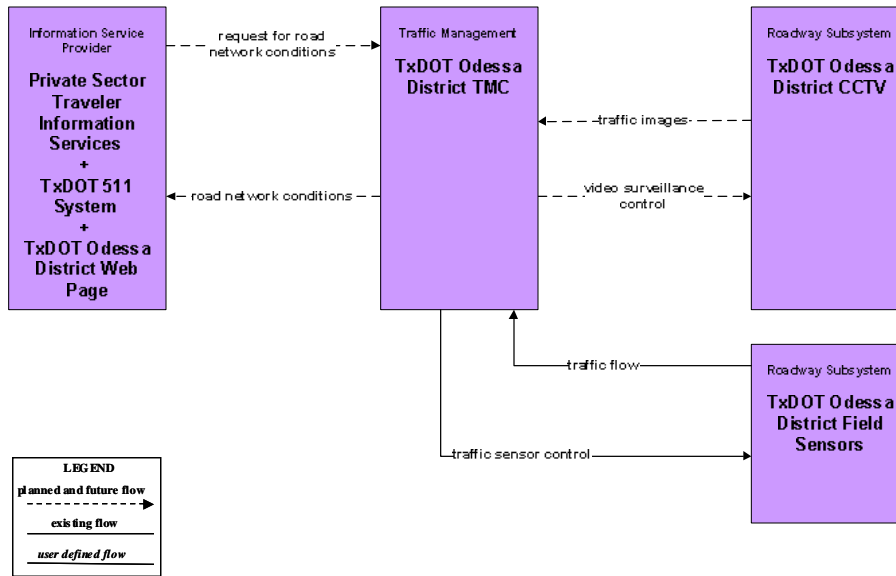 Information Service
Provider
Private Sector
Traveler
Information
Services
+
TxDOT 511
System
+
TxDOT Odessa
District Web
Page
request for road
network conditions
road network conditions
Traffic Management
TxDOT Odessa
District TMC
traffic images
video surveillance
control
Roadway Subsystem
TxDOT Odessa
District CCTV
traffic flow
traffic sensor control
Roadway Subsystem
TxDOT Odessa
District Field
Sensors
LEGEND
planned and future flow
existing flow
user defined flow